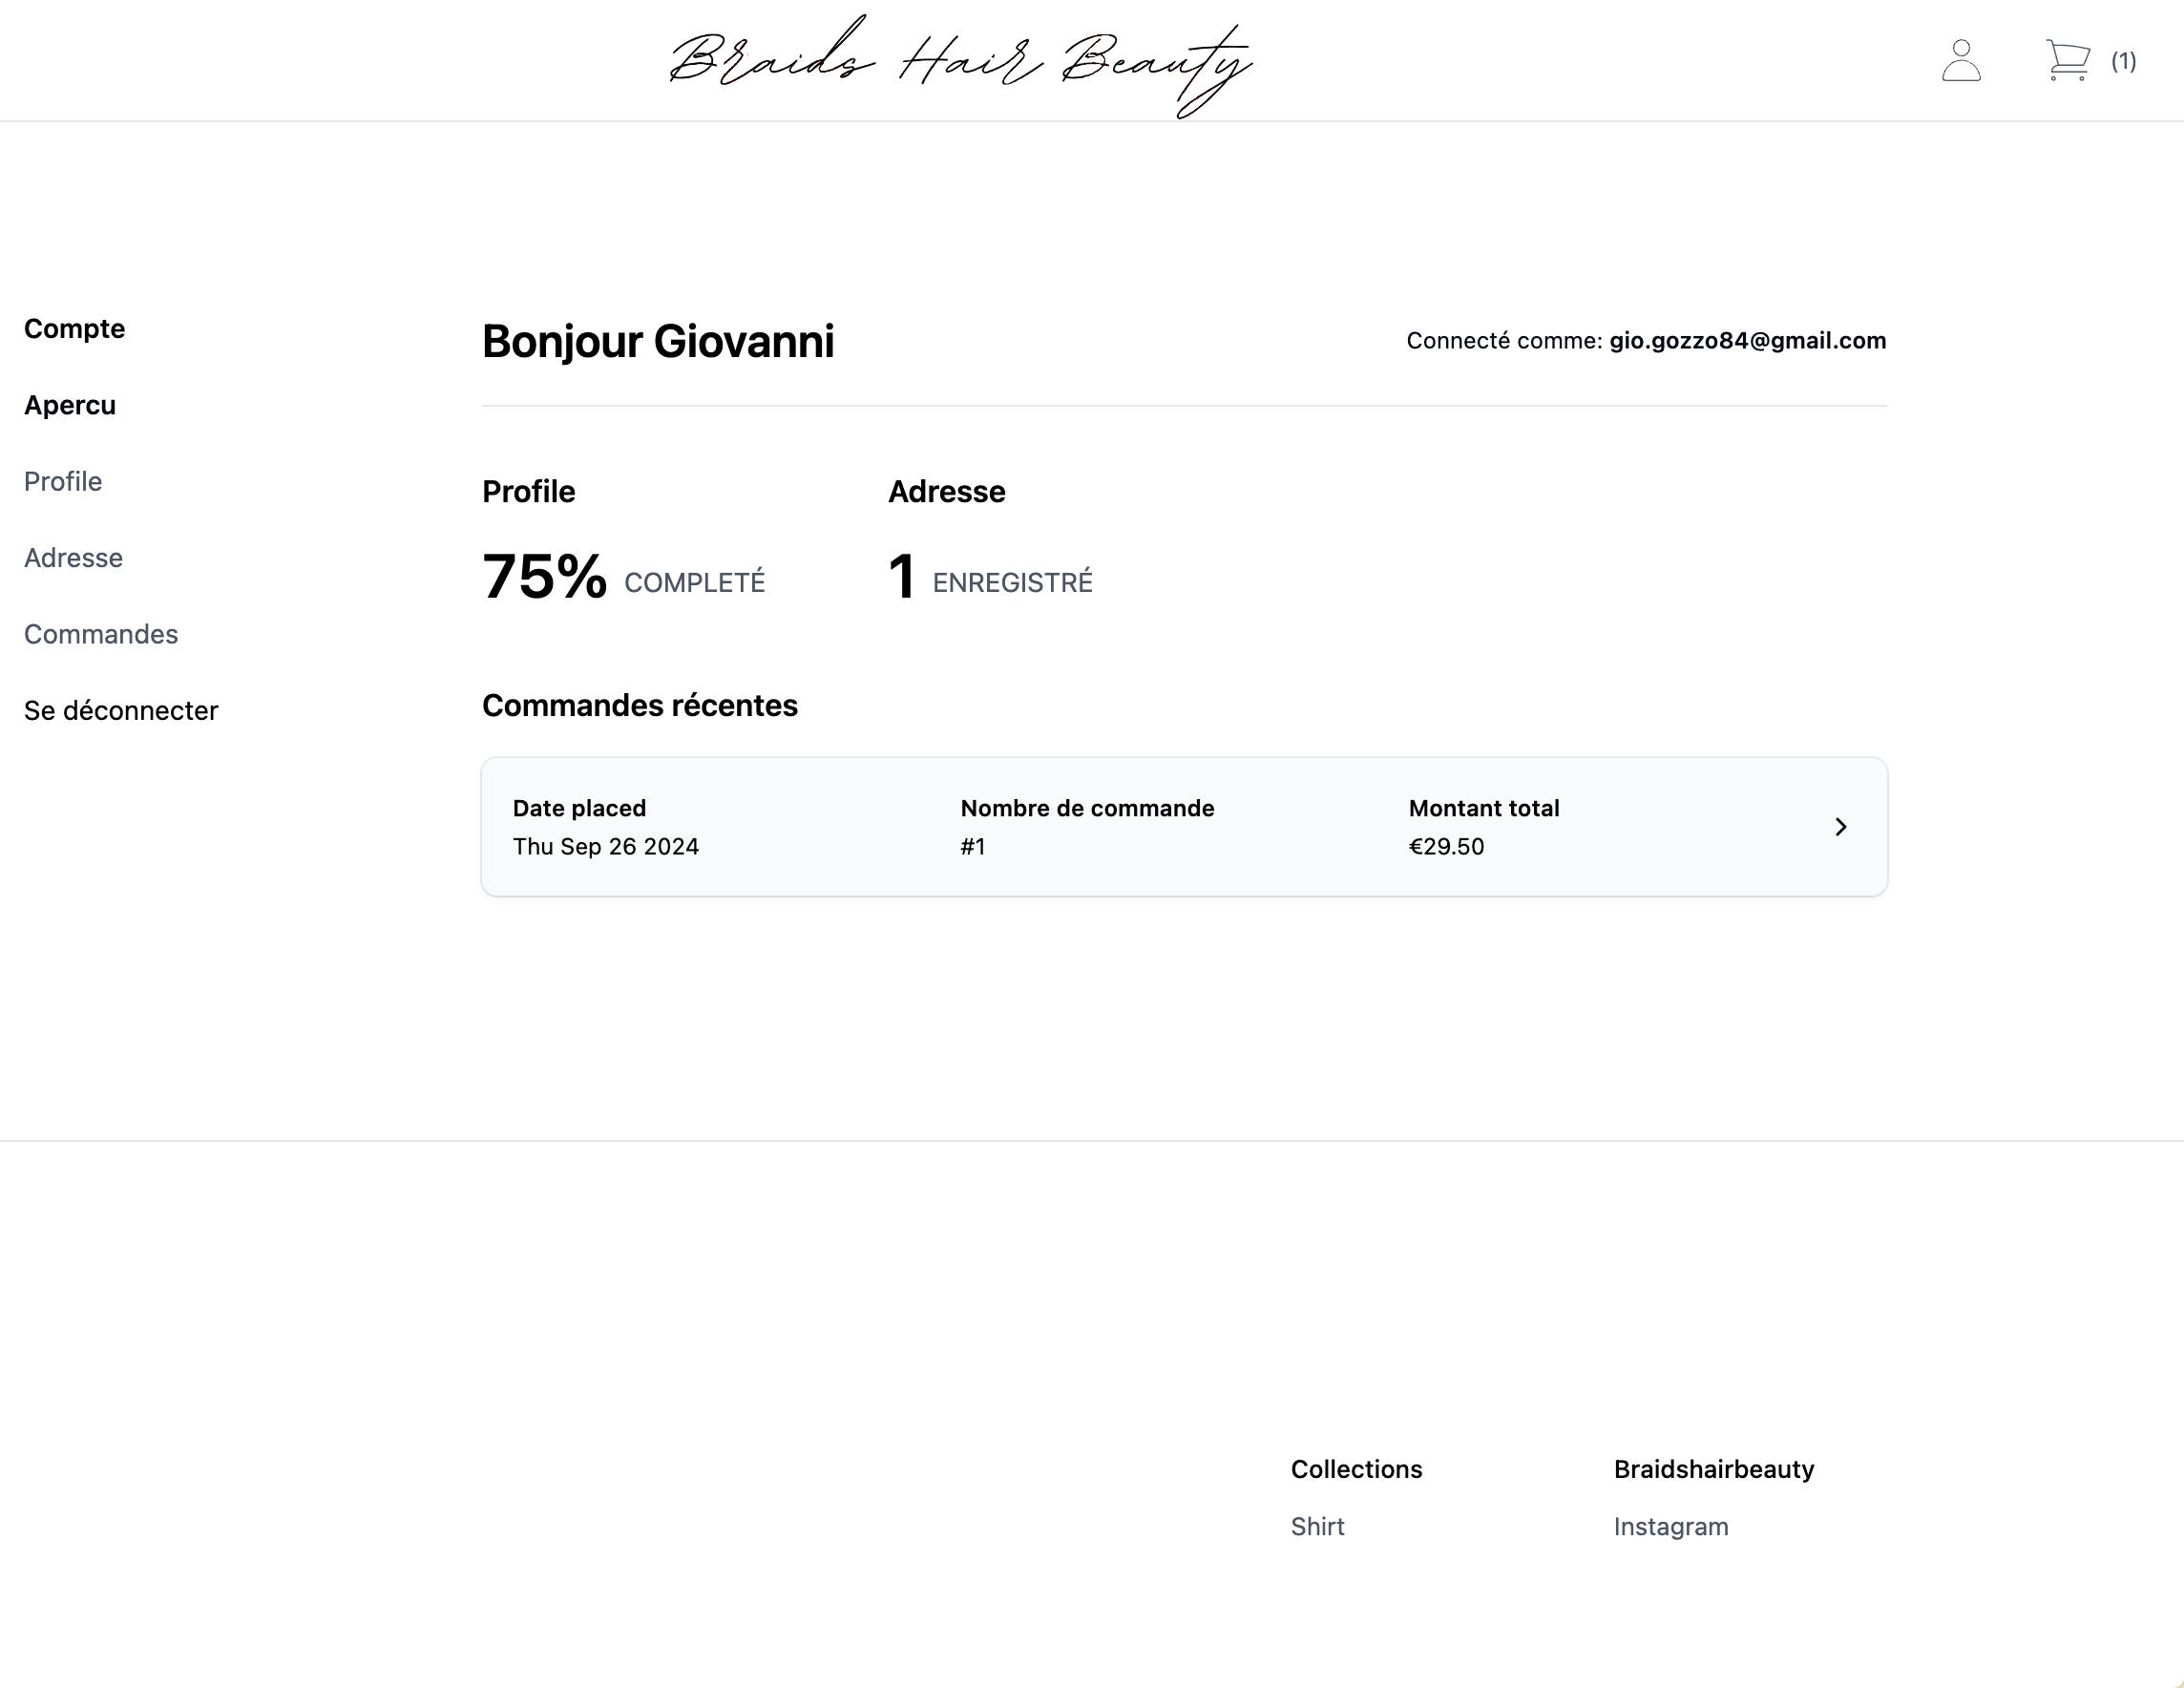 Braids Hair Beauty
(1)
Compte
Apercu
Profile
Adresse
Commandes
Se déconnecter
Bonjour Giovanni
Connecté comme: gio.gozzo84@gmail.com
Profile
75% COMPLETÉ
Adresse
1 ENREGISTRÉ
Commandes récentes
Date placed
Thu Sep 26 2024
Nombre de commande
#1
Montant total
€29.50
Collections
Shirt
Braidshairbeauty
Instagram